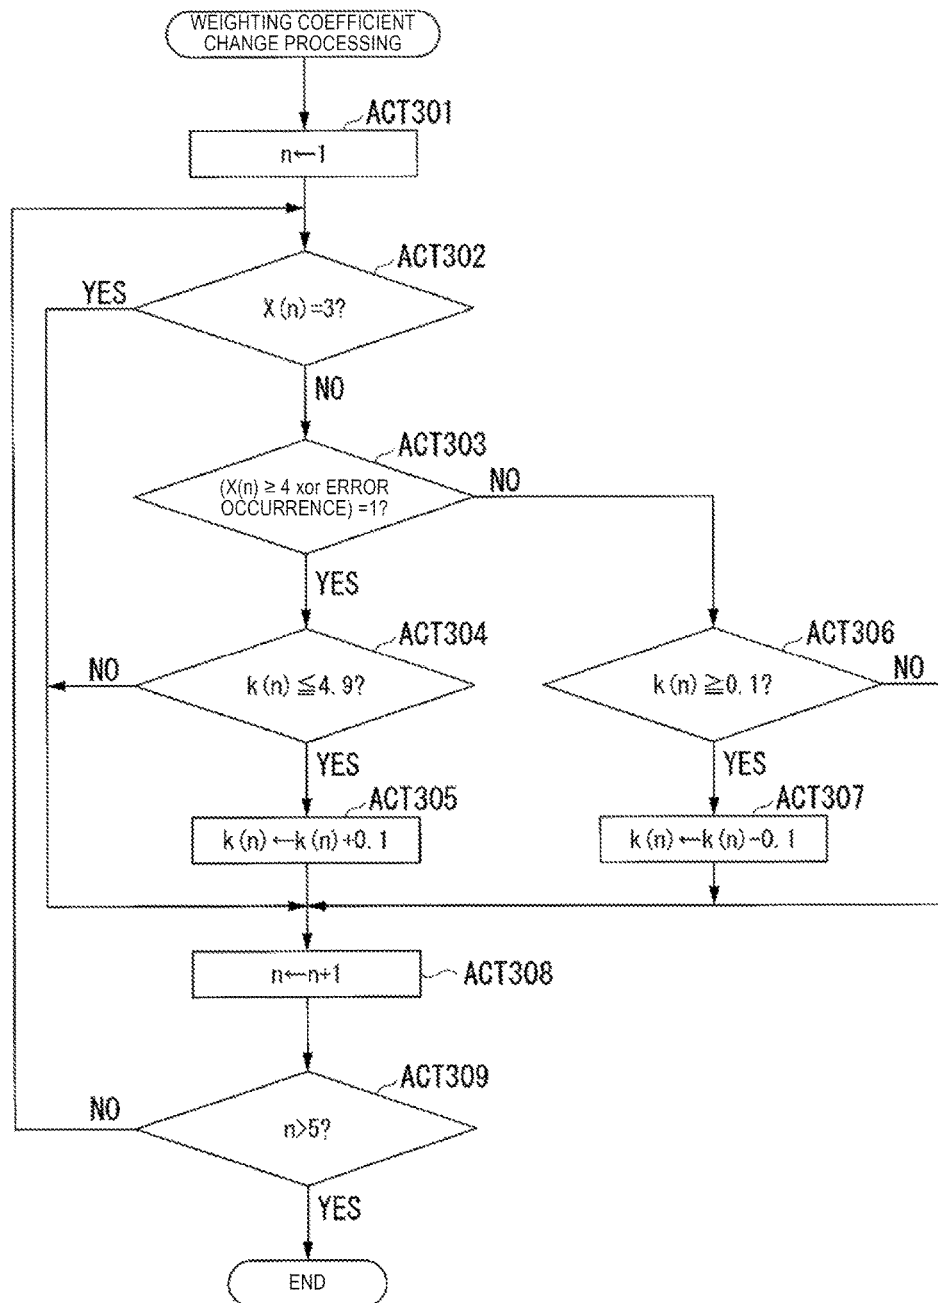 WEIGHTING COEFFICIENT
CHANGE PROCESSING
ACT301
n←1
ACT302
YES
X(n)=3?
NO
ACT303
(X(n) ≥ 4 xor ERROR
OCCURRENCE) =1?
NO
YES
ACT304
NO
k(n)≦4.9?
YES
ACT306
NO
k(n)≧0.1?
YES
ACT305
k(n)←k(n)+0.1
ACT307
k(n)←k(n)-0.1
n←n+1
ACT308
ACT309
NO
n>5?
YES
END